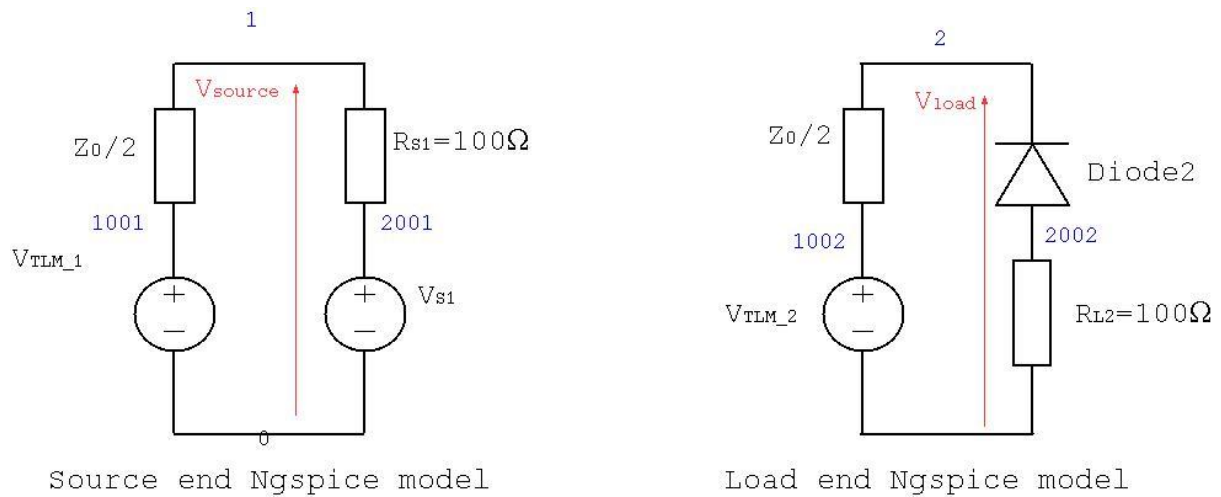 1
Vsource
Z0/2
RS1=100Ω
1001
2001
VTLM_1
+
−
+
−
VS1
0
Source end Ngspice model
2
Vload
Z0/2
Diode2
1002
2002
VTLM_2
+
−
RL2=100Ω
Load end Ngspice model